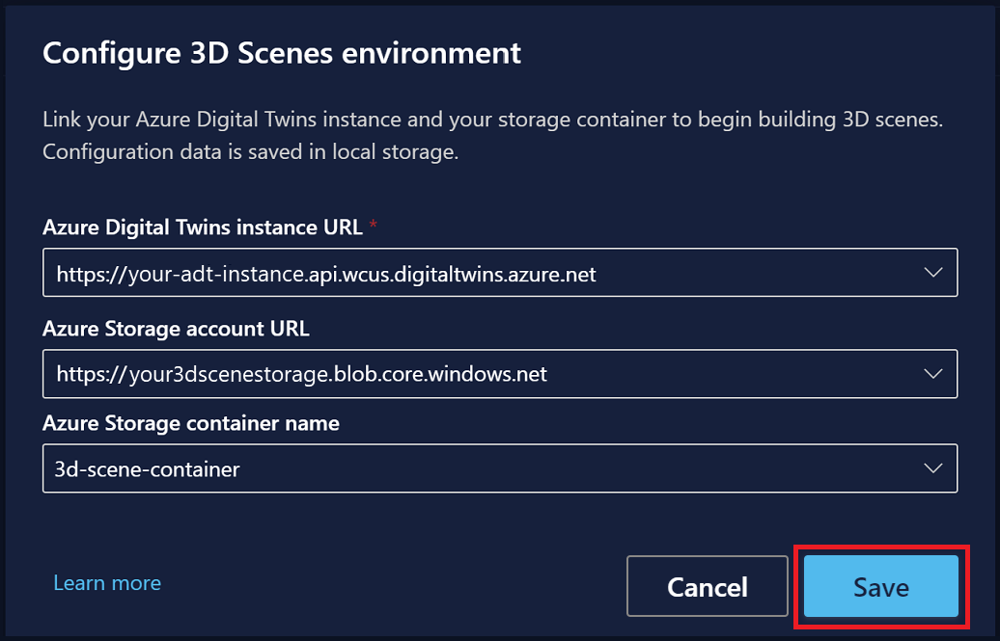 Configure 3D Scenes environment
Link your Azure Digital Twins instance and your storage container to begin building 3D scenes.
Configuration data is saved in local storage.
Azure Digital Twins instance URL *
https://your-adt-instance.api.wcus.digitaltwins.azure.net
Azure Storage account URL
https://your3dscenestorage.blob.core.windows.net
Azure Storage container name
3d-scene-container
Learn more
Cancel
Save